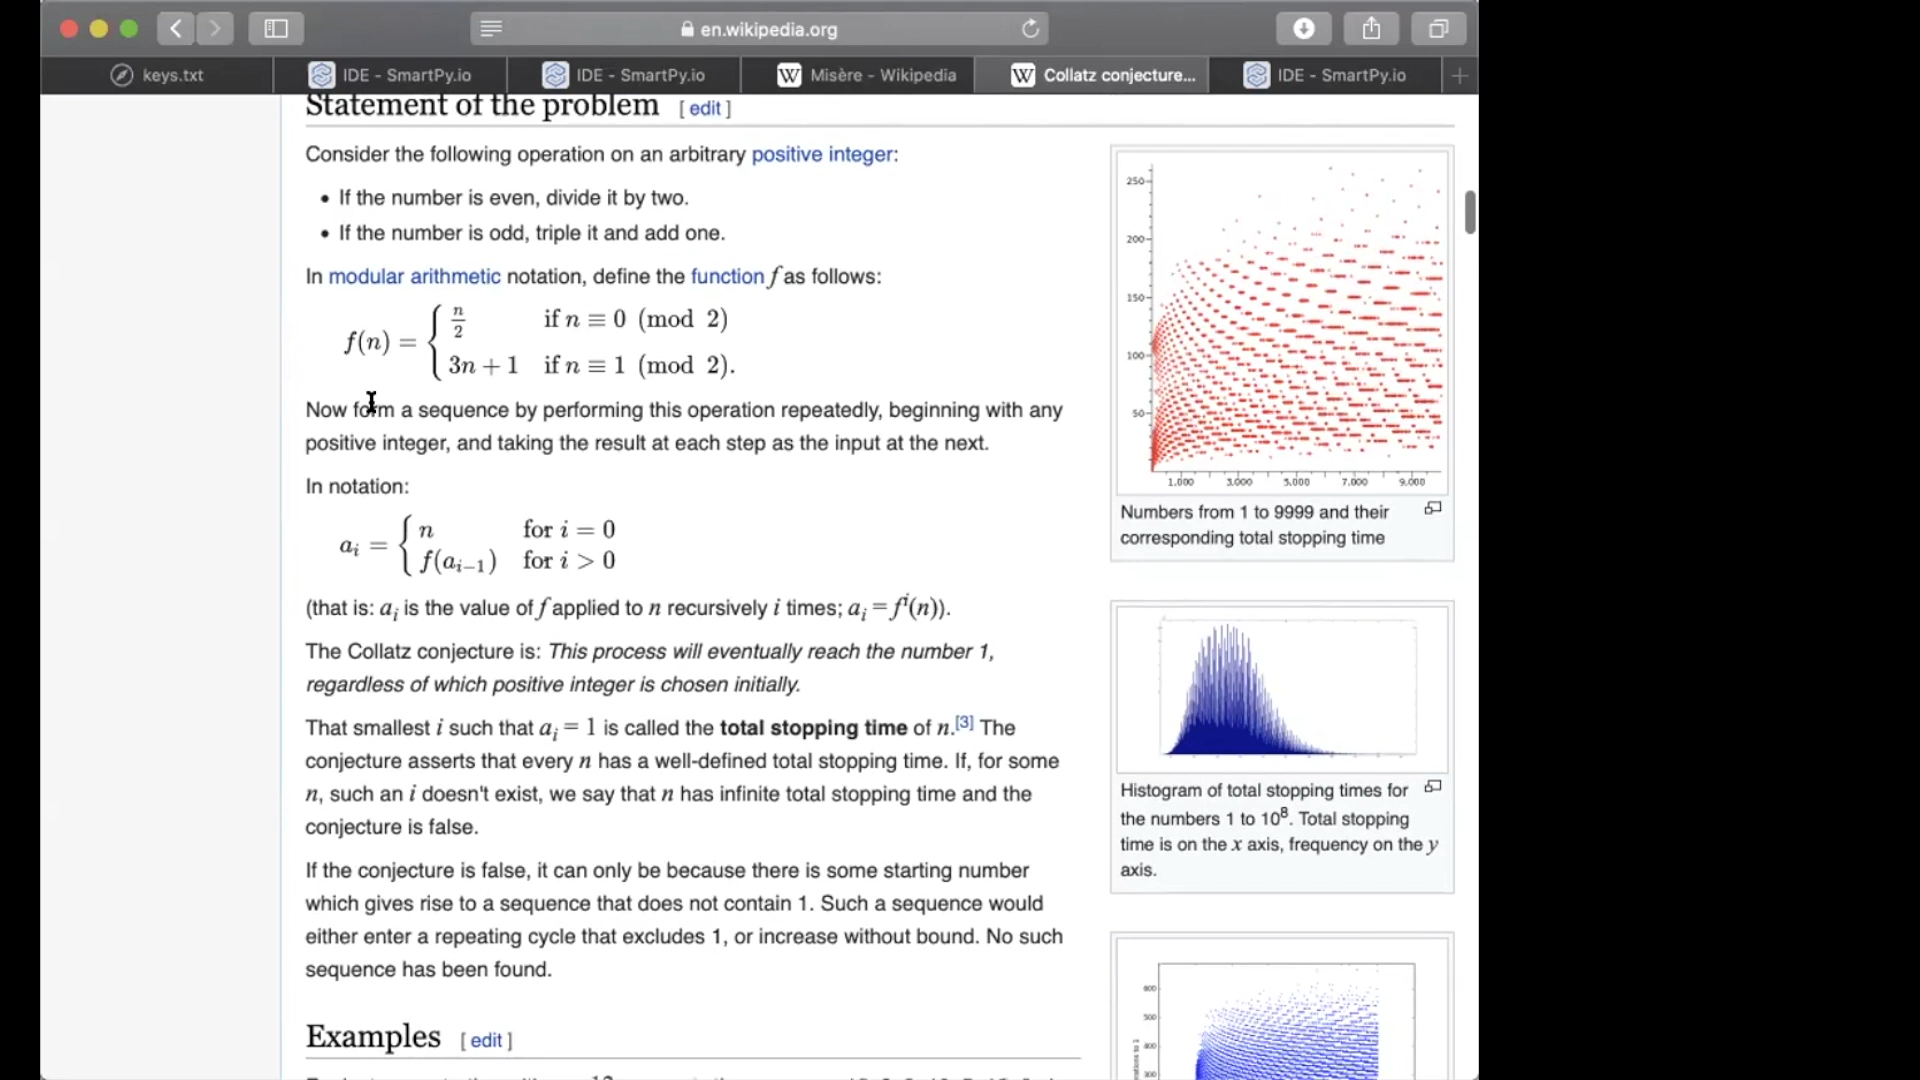 en.wikipedia.org
keys.txt
IDE - SmartPy.io
IDE - SmartPy.io
Misère - Wikipedia
Collatz conjecture...
IDE - SmartPy.io
Statement of the problem [ edit ]
Consider the following operation on an arbitrary positive integer:
• If the number is even, divide it by two.
• If the number is odd, triple it and add one.
In modular arithmetic notation, define the function f as follows:
f(n) = { n/2 if n ≡ 0 (mod 2)
3n + 1 if n ≡ 1 (mod 2).
Now form a sequence by performing this operation repeatedly, beginning with any
positive integer, and taking the result at each step as the input at the next.
In notation:
aᵢ = { n for i = 0
f(aᵢ₋₁) for i > 0
(that is: aᵢ is the value of f applied to n recursively i times; aᵢ = fⁱ(n)).
The Collatz conjecture is: This process will eventually reach the number 1,
regardless of which positive integer is chosen initially.
That smallest i such that aᵢ = 1 is called the total stopping time of n.[3] The
conjecture asserts that every n has a well-defined total stopping time. If, for some
n, such an i doesn't exist, we say that n has infinite total stopping time and the
conjecture is false.
If the conjecture is false, it can only be because there is some starting number
which gives rise to a sequence that does not contain 1. Such a sequence would
either enter a repeating cycle that excludes 1, or increase without bound. No such
sequence has been found.
Examples [ edit ]
250
200
150
100
50
1.000 3.000 5.000 7.000 9.000
Numbers from 1 to 9999 and their
corresponding total stopping time
Histogram of total stopping times for
the numbers 1 to 10⁸. Total stopping
time is on the x axis, frequency on the y
axis.
600
500
400
300